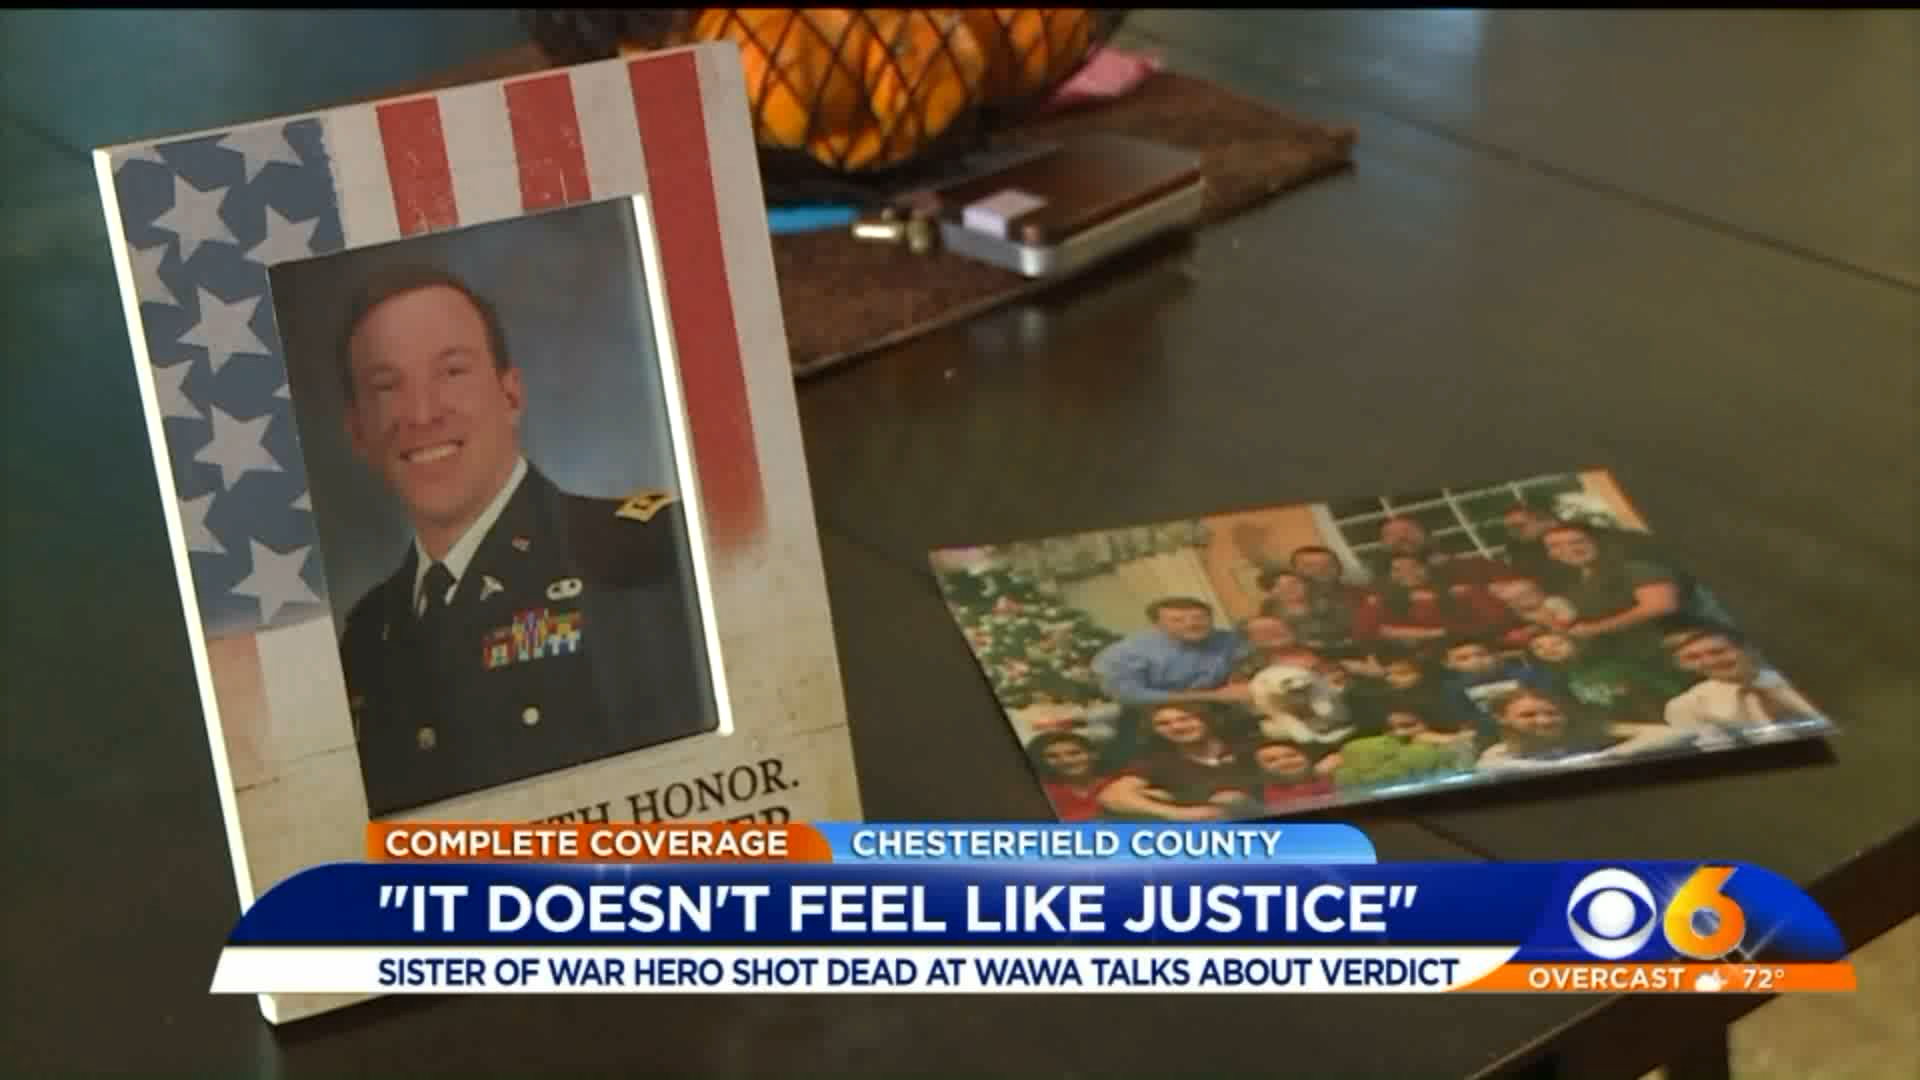 TH HONOR.
COMPLETE COVERAGE
CHESTERFIELD COUNTY
"IT DOESN'T FEEL LIKE JUSTICE"
SISTER OF WAR HERO SHOT DEAD AT WAWA TALKS ABOUT VERDICT
6
OVERCAST 72°